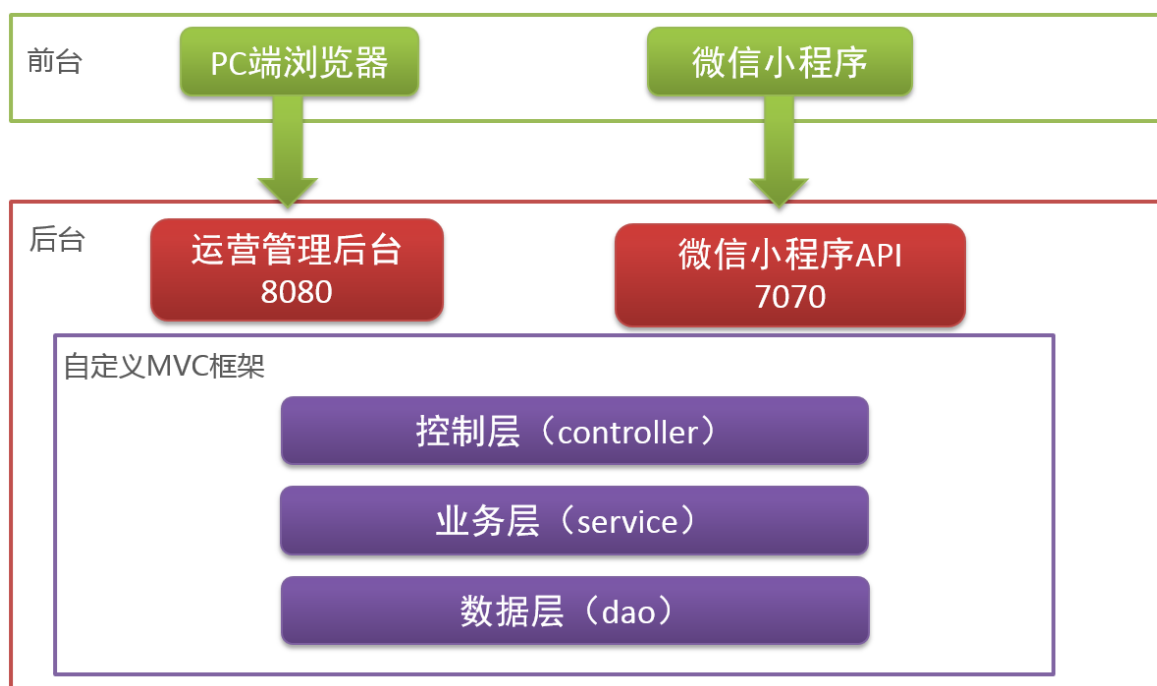 前台
PC端浏览器
微信小程序
后台
运营管理后台
8080
微信小程序API
7070
自定义MVC框架
控制层（controller）
业务层（service）
数据层（dao）